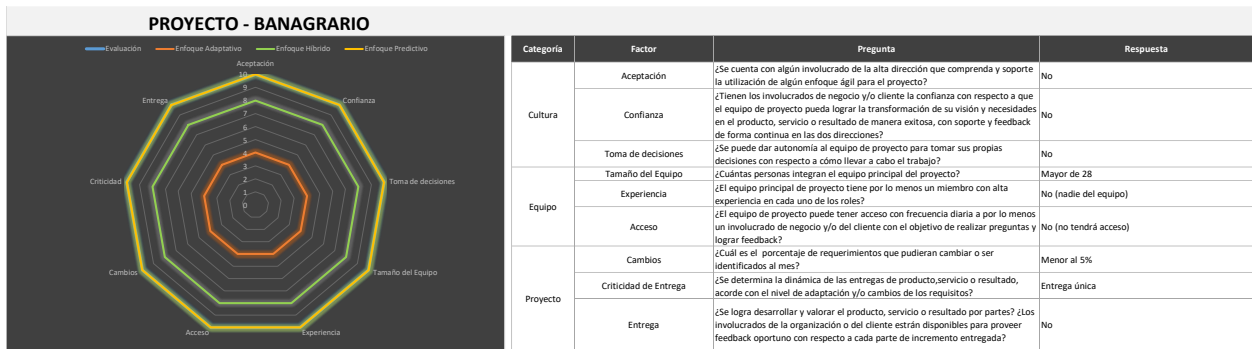 PROYECTO - BANAGRARIO
Evaluación
Enfoque Adaptativo
Enfoque Híbrido
Enfoque Predictivo
Aceptación
Confianza
Toma de decisiones
Tamaño del Equipo
Experiencia
Acceso
Cambios
Criticidad
Entrega
10
9
8
7
6
5
4
3
2
1
0
Categoría
Factor
Pregunta
Respuesta
Cultura
Aceptación
¿Se cuenta con algún involucrado de la alta dirección que comprenda y soporte
la utilización de algún enfoque ágil para el proyecto?
No
Confianza
¿Tienen los involucrados de negocio y/o cliente la confianza con respecto a que
el equipo de proyecto pueda lograr la transformación de su visión y necesidades
en el producto, servicio o resultado de manera exitosa, con soporte y feedback
de forma continua en las dos direcciones?
No
Toma de decisiones
¿Se puede dar autonomía al equipo de proyecto para tomar sus propias
decisiones con respecto a cómo llevar a cabo el trabajo?
No
Equipo
Tamaño del Equipo
¿Cuántas personas integran el equipo principal del proyecto?
Mayor de 28
Experiencia
¿El equipo principal de proyecto tiene por lo menos un miembro con alta
experiencia en cada uno de los roles?
No (nadie del equipo)
Acceso
¿El equipo de proyecto puede tener acceso con frecuencia diaria a por lo menos
un involucrado de negocio y/o del cliente con el objetivo de realizar preguntas y
lograr feedback?
No (no tendrá acceso)
Proyecto
Cambios
¿Cuál es el porcentaje de requerimientos que pudieran cambiar o ser
identificados al mes?
Menor al 5%
Criticidad de Entrega
¿Se determina la dinámica de las entregas de producto,servicio o resultado,
acorde con el nivel de adaptación y/o cambios de los requisitos?
Entrega única
Entrega
¿Se logra desarrollar y valorar el producto, servicio o resultado por partes? ¿Los
involucrados de la organización o del cliente estarán disponibles para proveer
feedback oportuno con respecto a cada parte de incremento entregada?
No